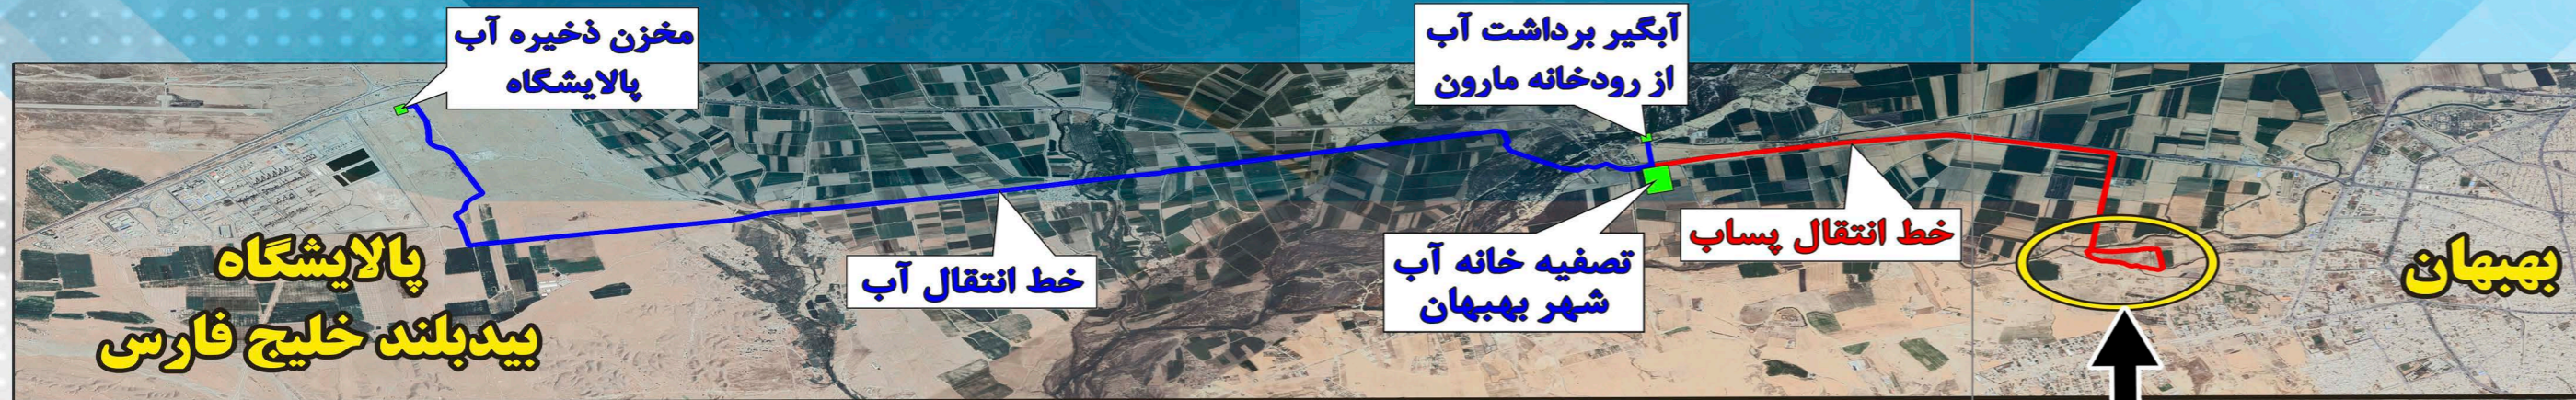 مخزن ذخیره آب
پالایشگاه
آبگیر برداشت آب
از رودخانه مارون
خط انتقال پساب
تصفیه خانه آب
شهر بهبهان
خط انتقال آب
بهبهان
پالایشگاه
بیدبلند خلیج فارس